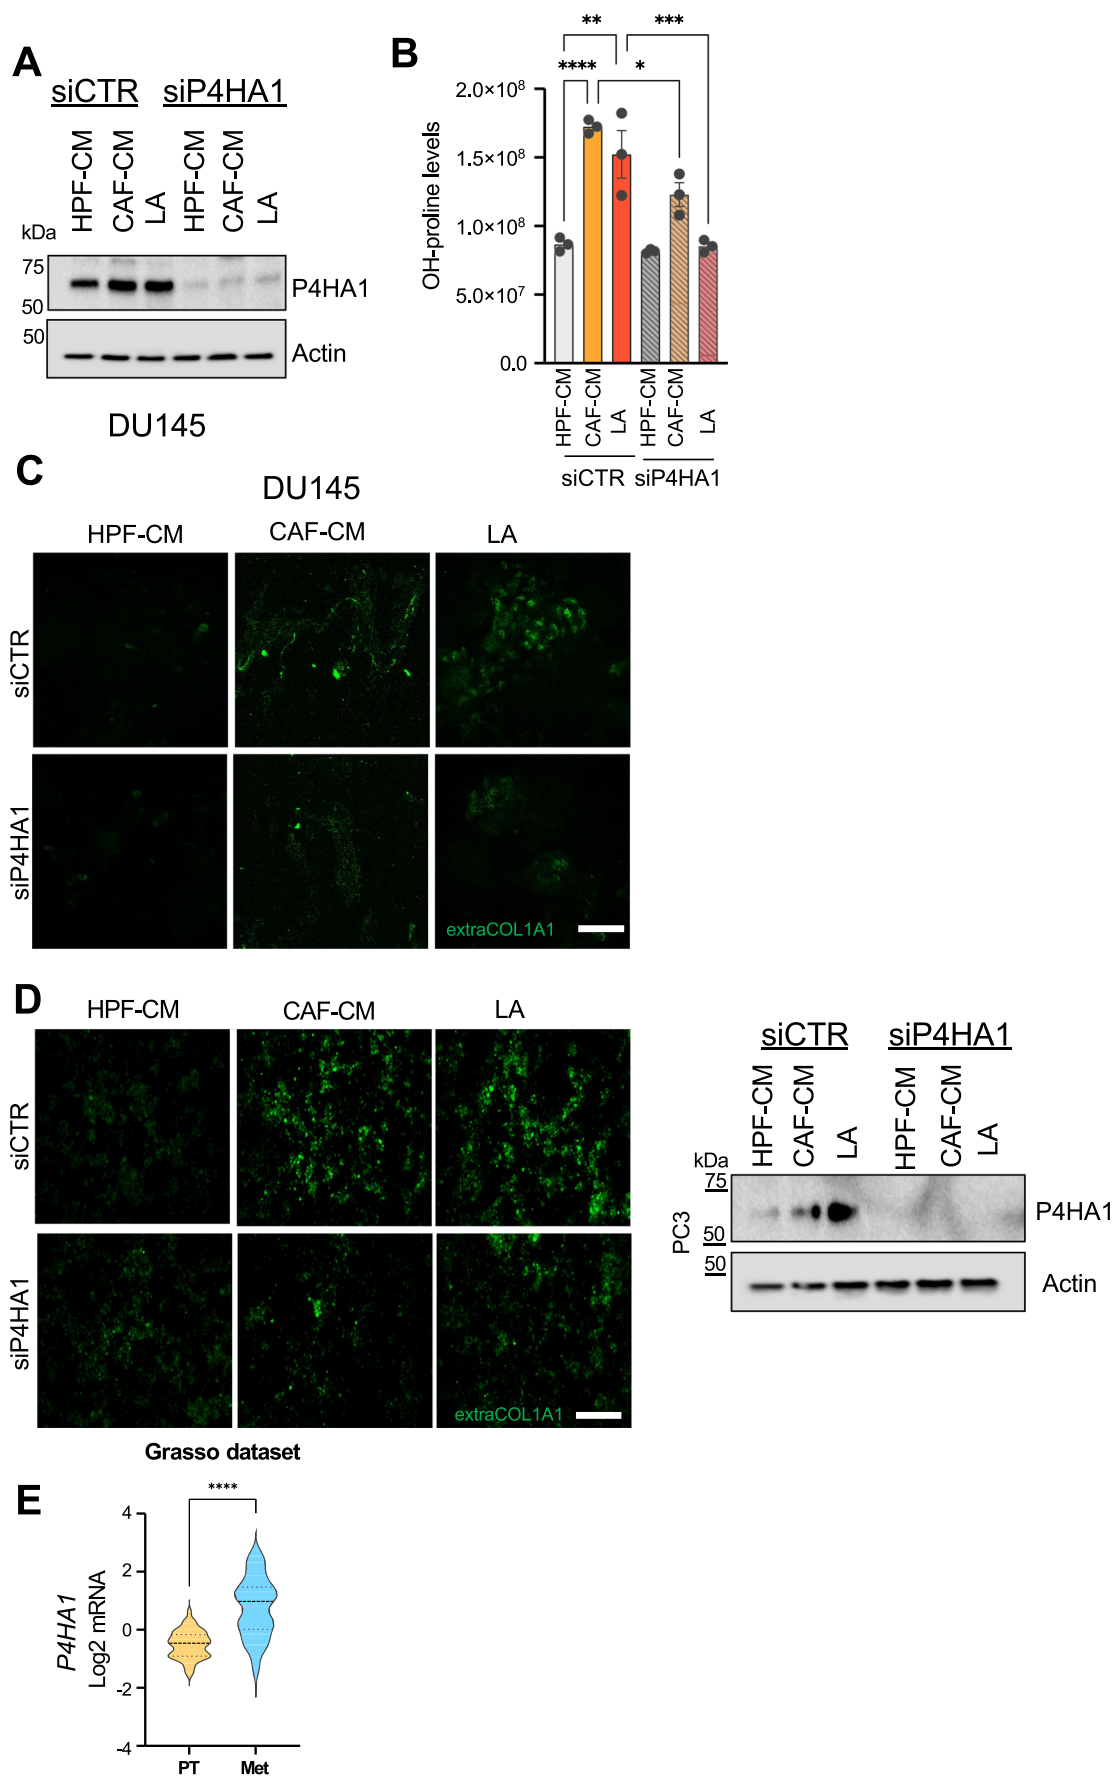 A
siCTR siP4HA1
HPF-CM
CAF-CM
LA
HPF-CM
CAF-CM
LA
kDa
75
50
P4HA1
50
Actin
DU145
B
** ***
**** *
OH-proline levels
2.0×10⁸
1.5×10⁸
1.0×10⁸
5.0×10⁷
0.0
HPF-CM
CAF-CM
LA
HPF-CM
CAF-CM
LA
siCTR siP4HA1
C
DU145
HPF-CM CAF-CM LA
siCTR
siP4HA1
extraCOL1A1
D
HPF-CM CAF-CM LA
siCTR
siP4HA1
extraCOL1A1
siCTR siP4HA1
HPF-CM
CAF-CM
LA
HPF-CM
CAF-CM
LA
kDa
75
50
P4HA1
PC3
50
Actin
Grasso dataset
E
****
P4HA1
Log2 mRNA
4
2
0
-2
-4
PT Met